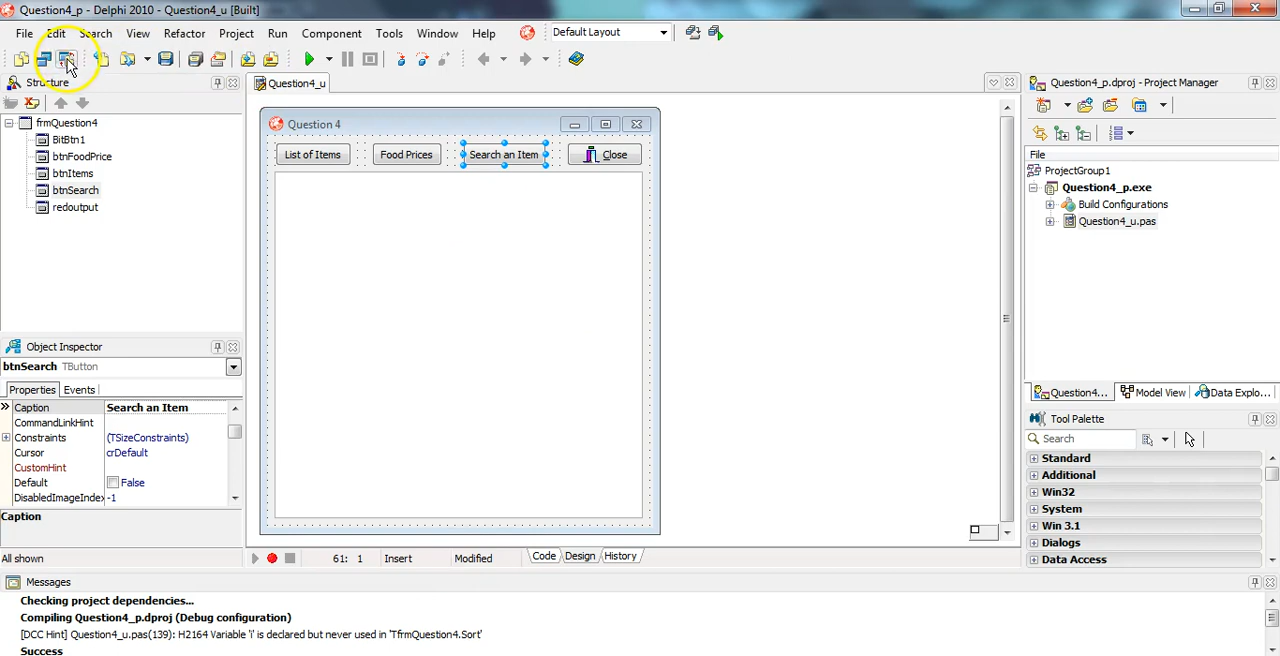 Question4_p - Delphi 2010 - Question4_u [Built]
File Edit Search View Refactor Project Run Component Tools Window Help Default Layout
Structure
frmQuestion4
BitBtn1
btnFoodPrice
btnItems
btnSearch
redoutput
Question4_u
Question 4
List of Items Food Prices Search an Item Close
Question4_p.dproj - Project Manager
File
ProjectGroup1
Question4_p.exe
Build Configurations
Question4_u.pas
Question4... Model View Data Explo...
Object Inspector
btnSearch TButton
Properties Events
Caption Search an Item
CommandLinkHint
Constraints (TSizeConstraints)
Cursor crDefault
CustomHint
Default False
DisabledImageIndex -1
Caption
All shown
61: 1 Insert Modified Code Design History
Tool Palette
Search
Standard
Additional
Win32
System
Win 3.1
Dialogs
Data Access
Messages
Checking project dependencies...
Compiling Question4_p.dproj (Debug configuration)
[DCC Hint] Question4_u.pas(139): H2164 Variable 'i' is declared but never used in 'TfrmQuestion4.Sort'
Success